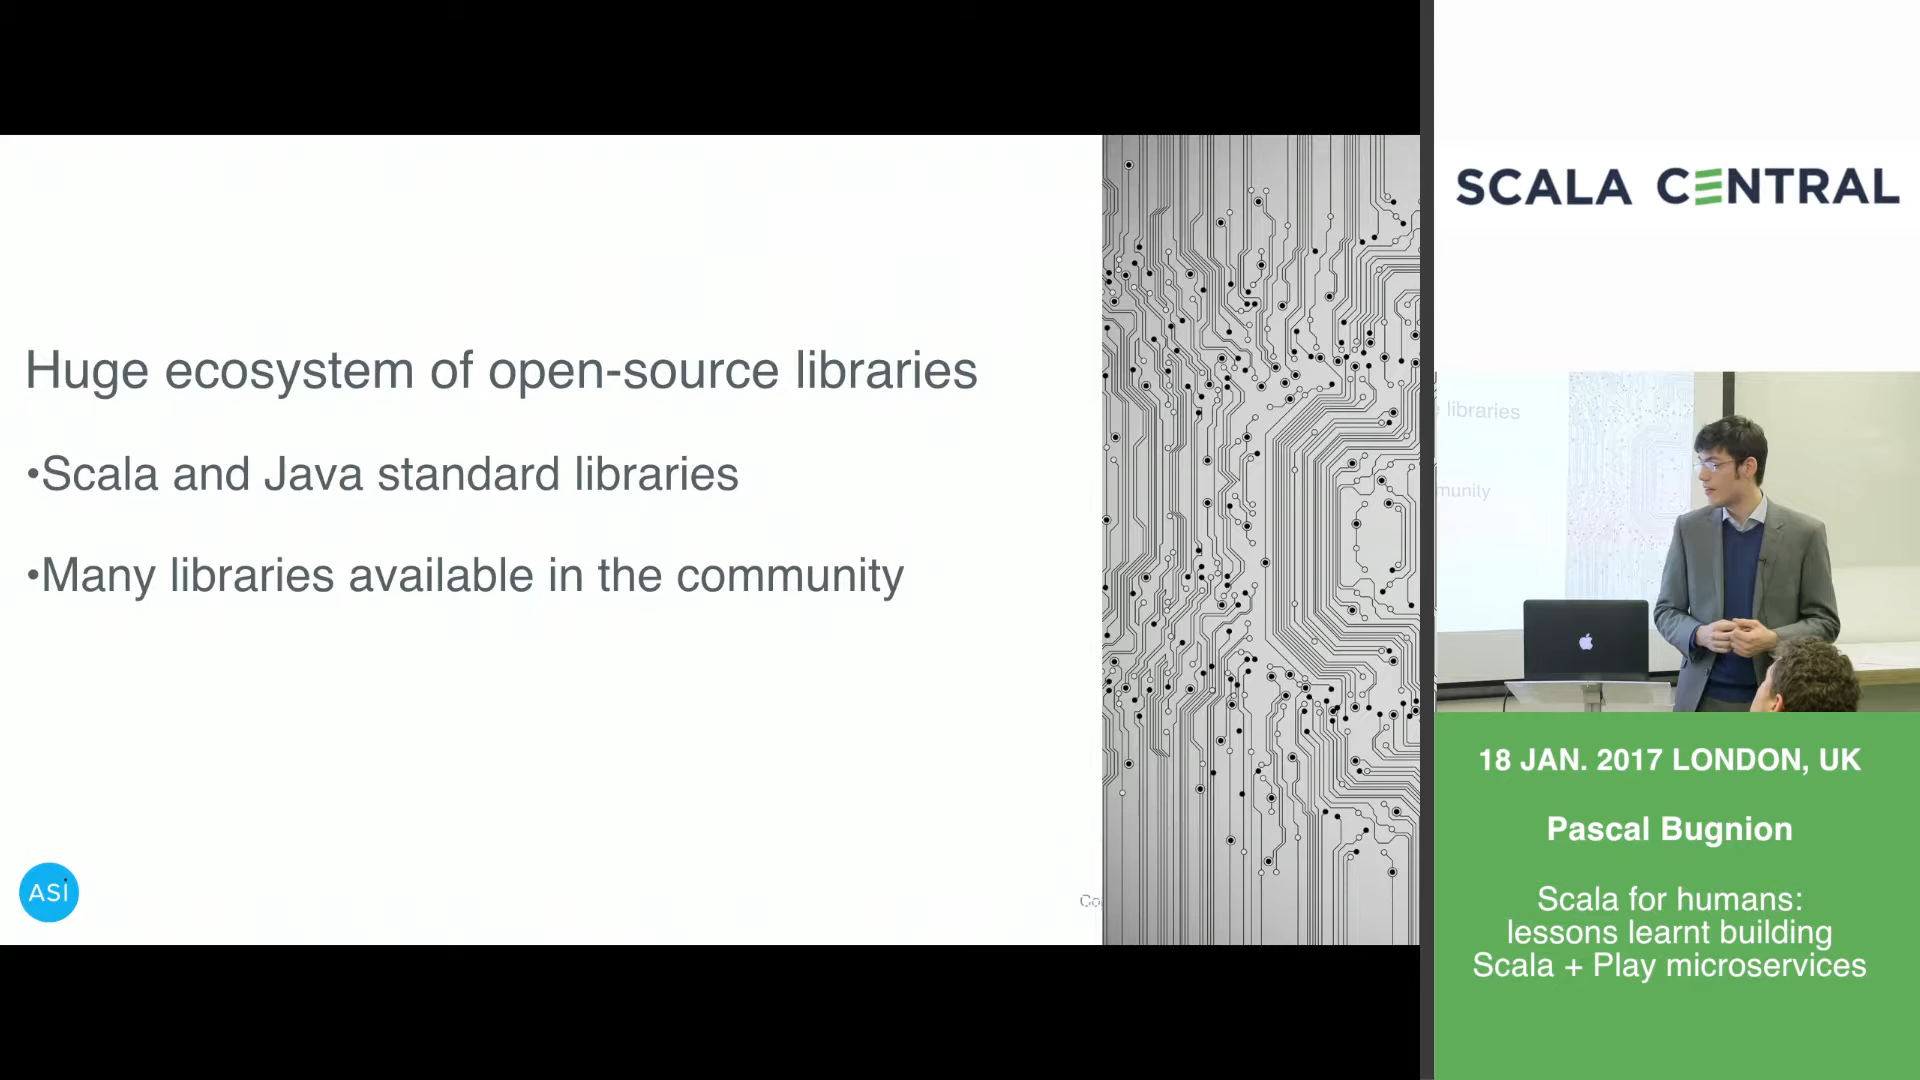 Huge ecosystem of open-source libraries
•Scala and Java standard libraries
•Many libraries available in the community
ASI
SCALA CENTRAL
libraries
munity
18 JAN. 2017 LONDON, UK
Pascal Bugnion
Scala for humans:
lessons learnt building
Scala + Play microservices